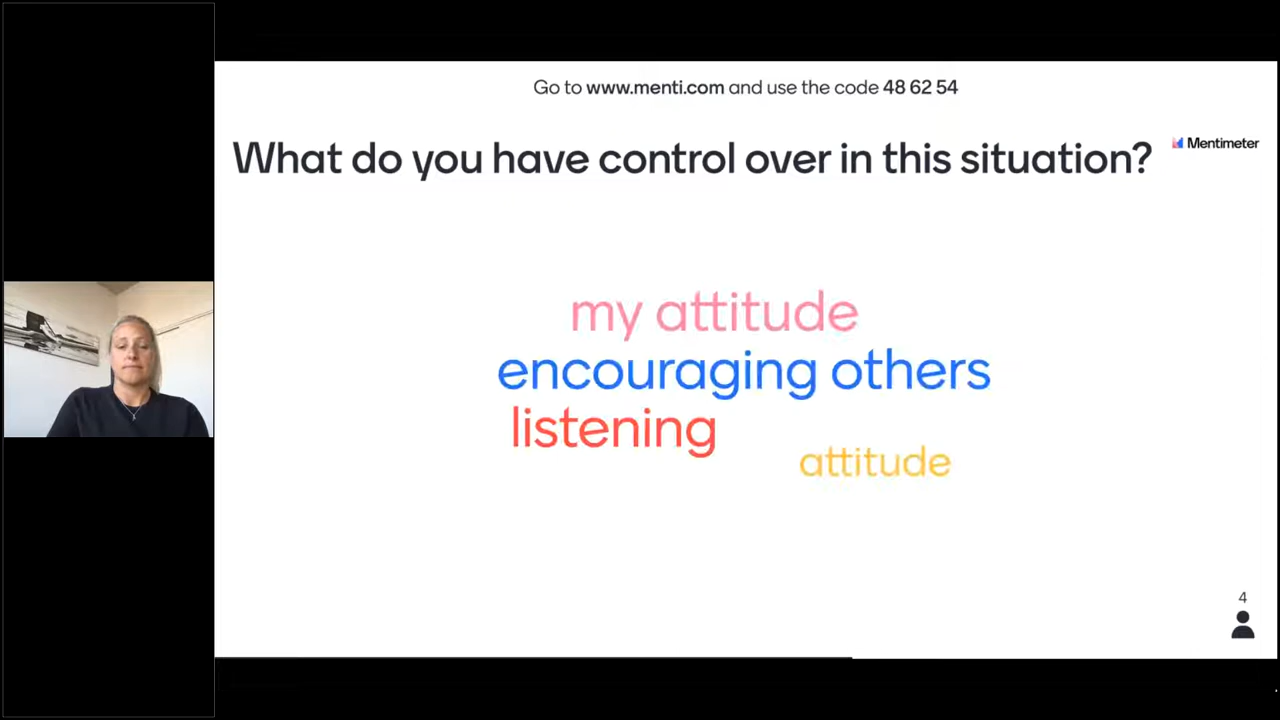 Go to www.menti.com and use the code 48 62 54
What do you have control over in this situation?
Mentimeter
my attitude
encouraging others
listening
attitude
4